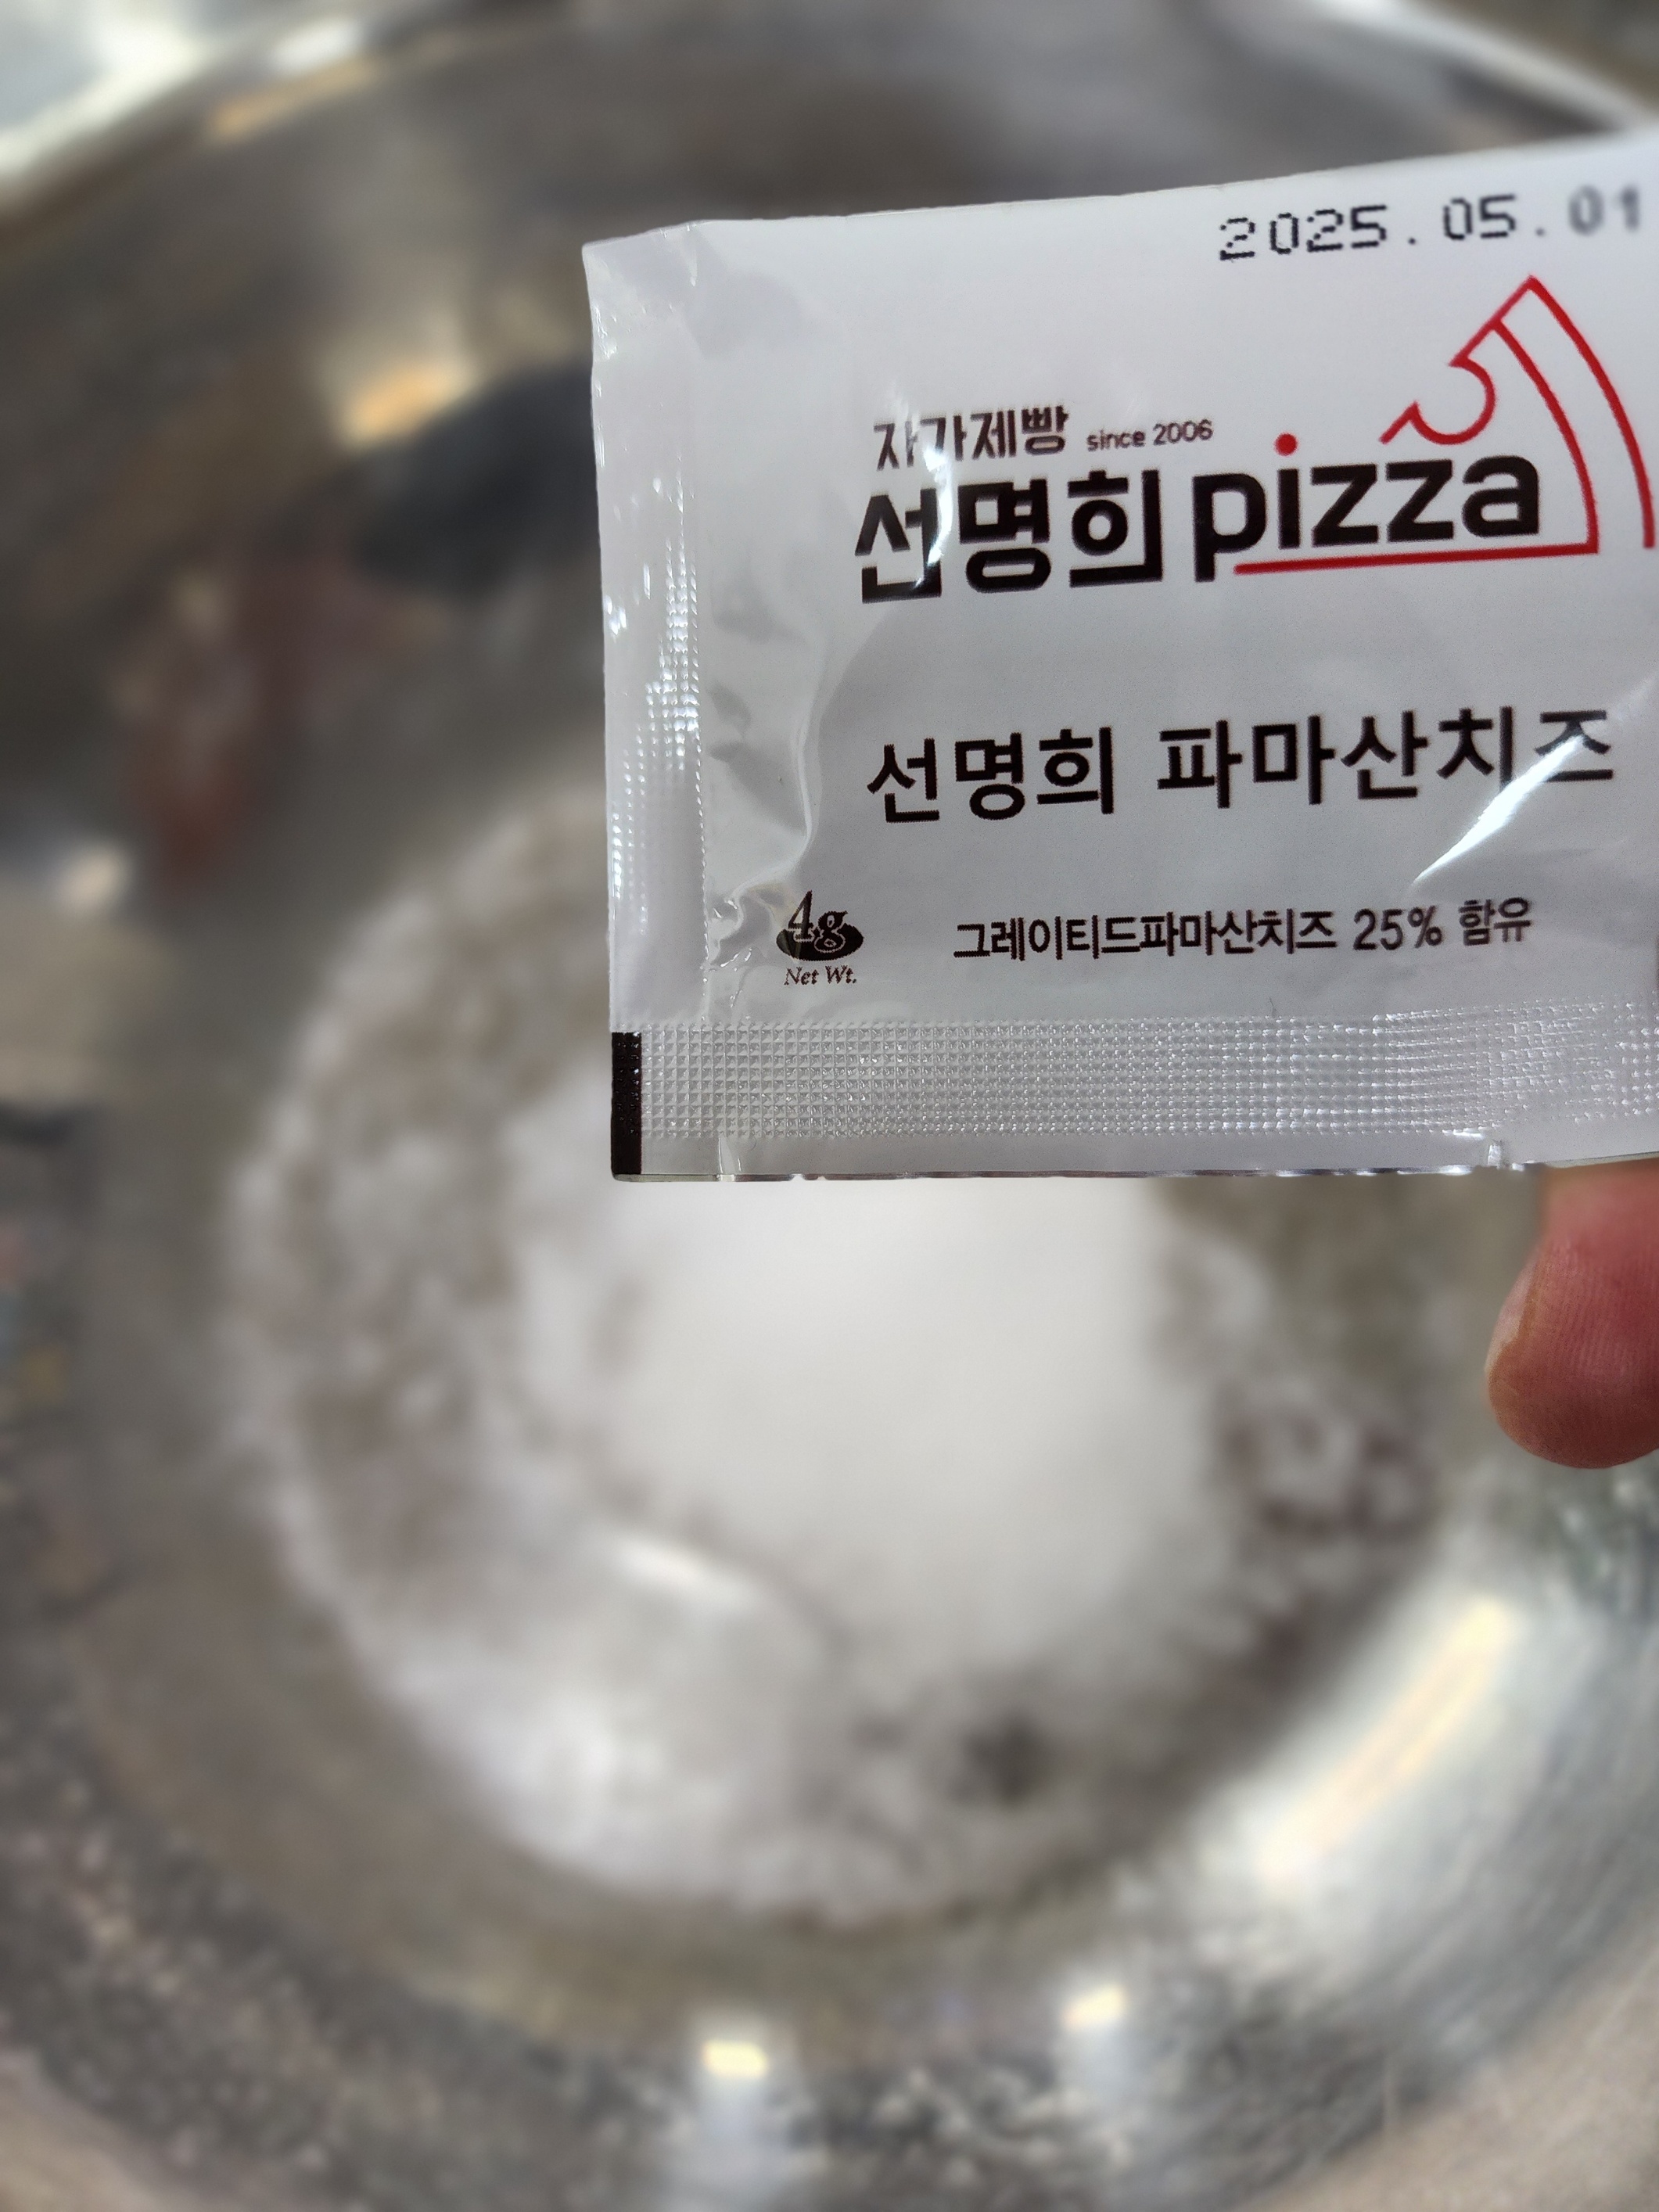 2025.05.01
자가제빵 since 2006
선명희 pizza
선명희 파마산치즈
4g
Net Wt.
그레이티드파마산치즈 25% 함유